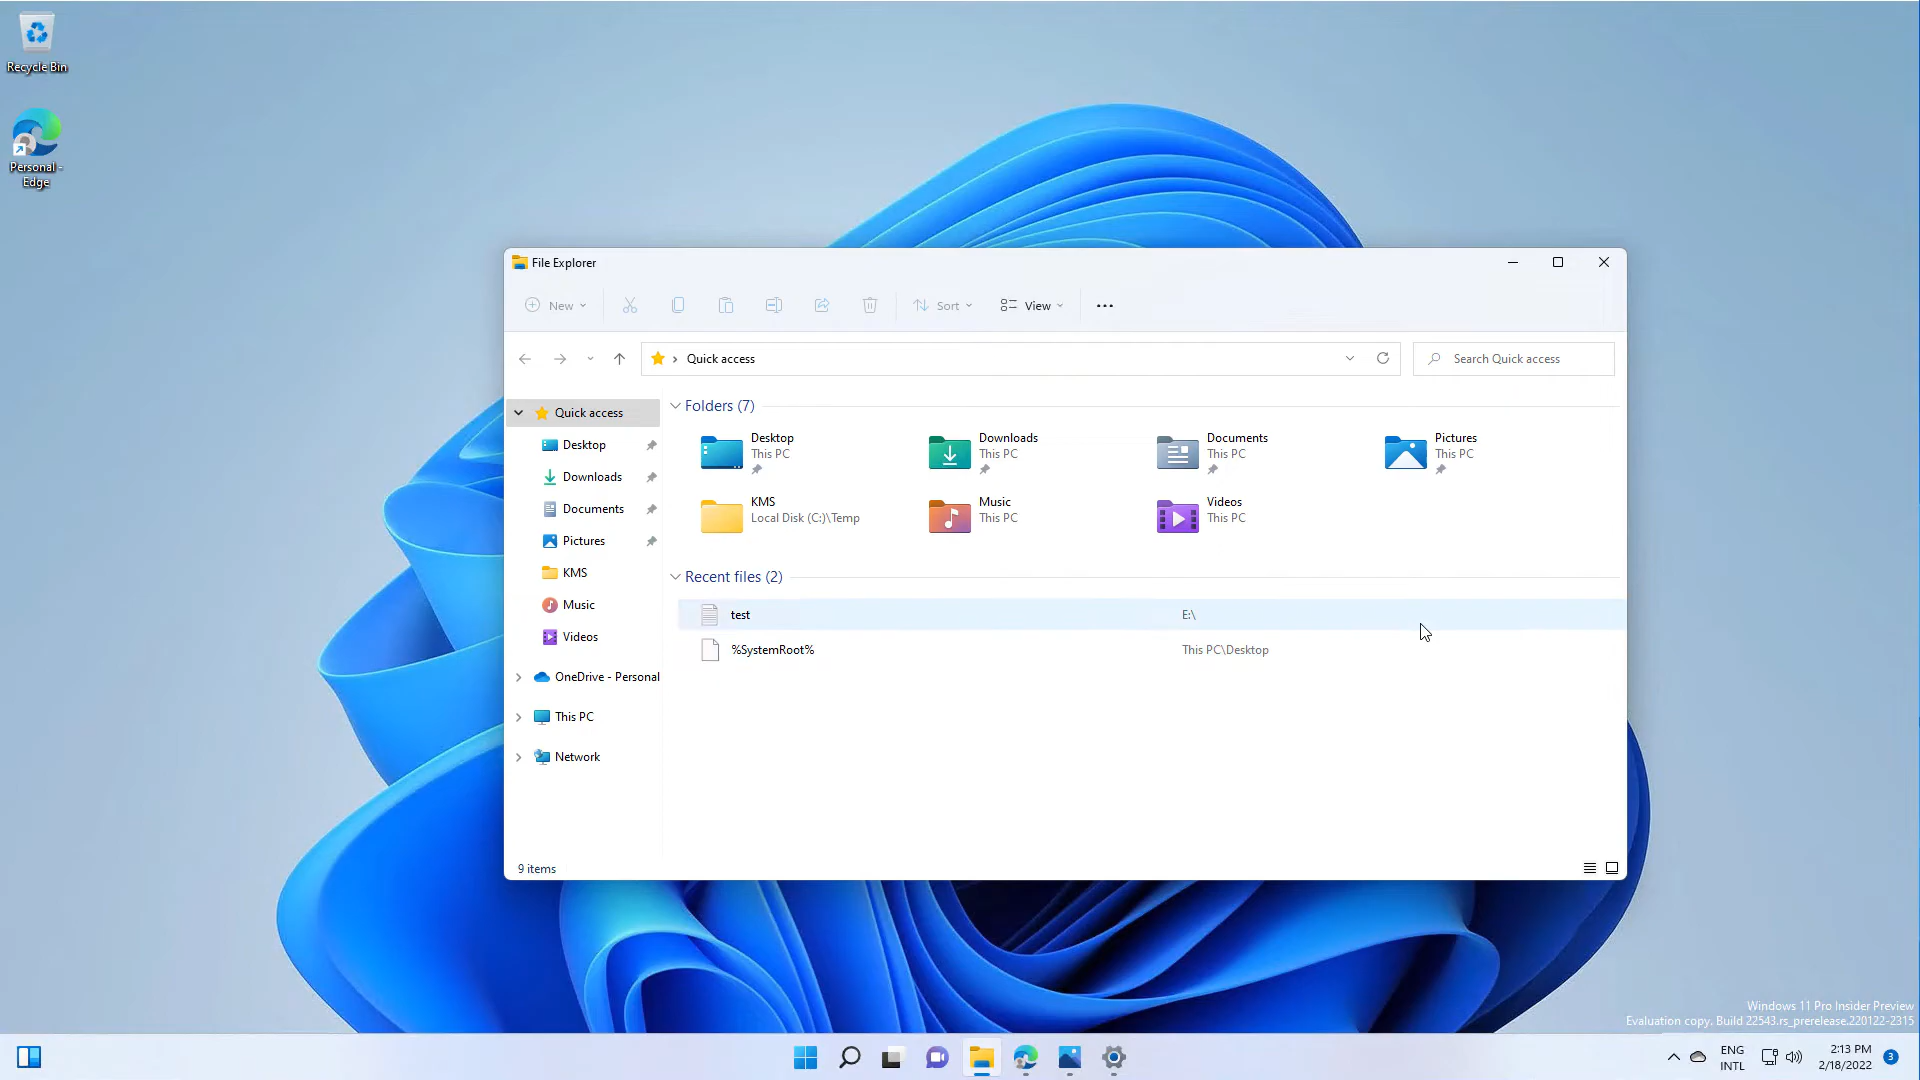 Recycle Bin
Personal -
Edge
File Explorer
New
Sort
View
Quick access
Search Quick access
Quick access
Desktop
Downloads
Documents
Pictures
KMS
Music
Videos
OneDrive - Personal
This PC
Network
Folders (7)
Desktop
This PC
Downloads
This PC
Documents
This PC
Pictures
This PC
KMS
Local Disk (C:)\Temp
Music
This PC
Videos
This PC
Recent files (2)
test E:\
%SystemRoot% This PC\Desktop
9 items
Windows 11 Pro Insider Preview
Evaluation copy. Build 22543.rs_prerelease.220122-2315
ENG
INTL
2:13 PM
2/18/2022
3